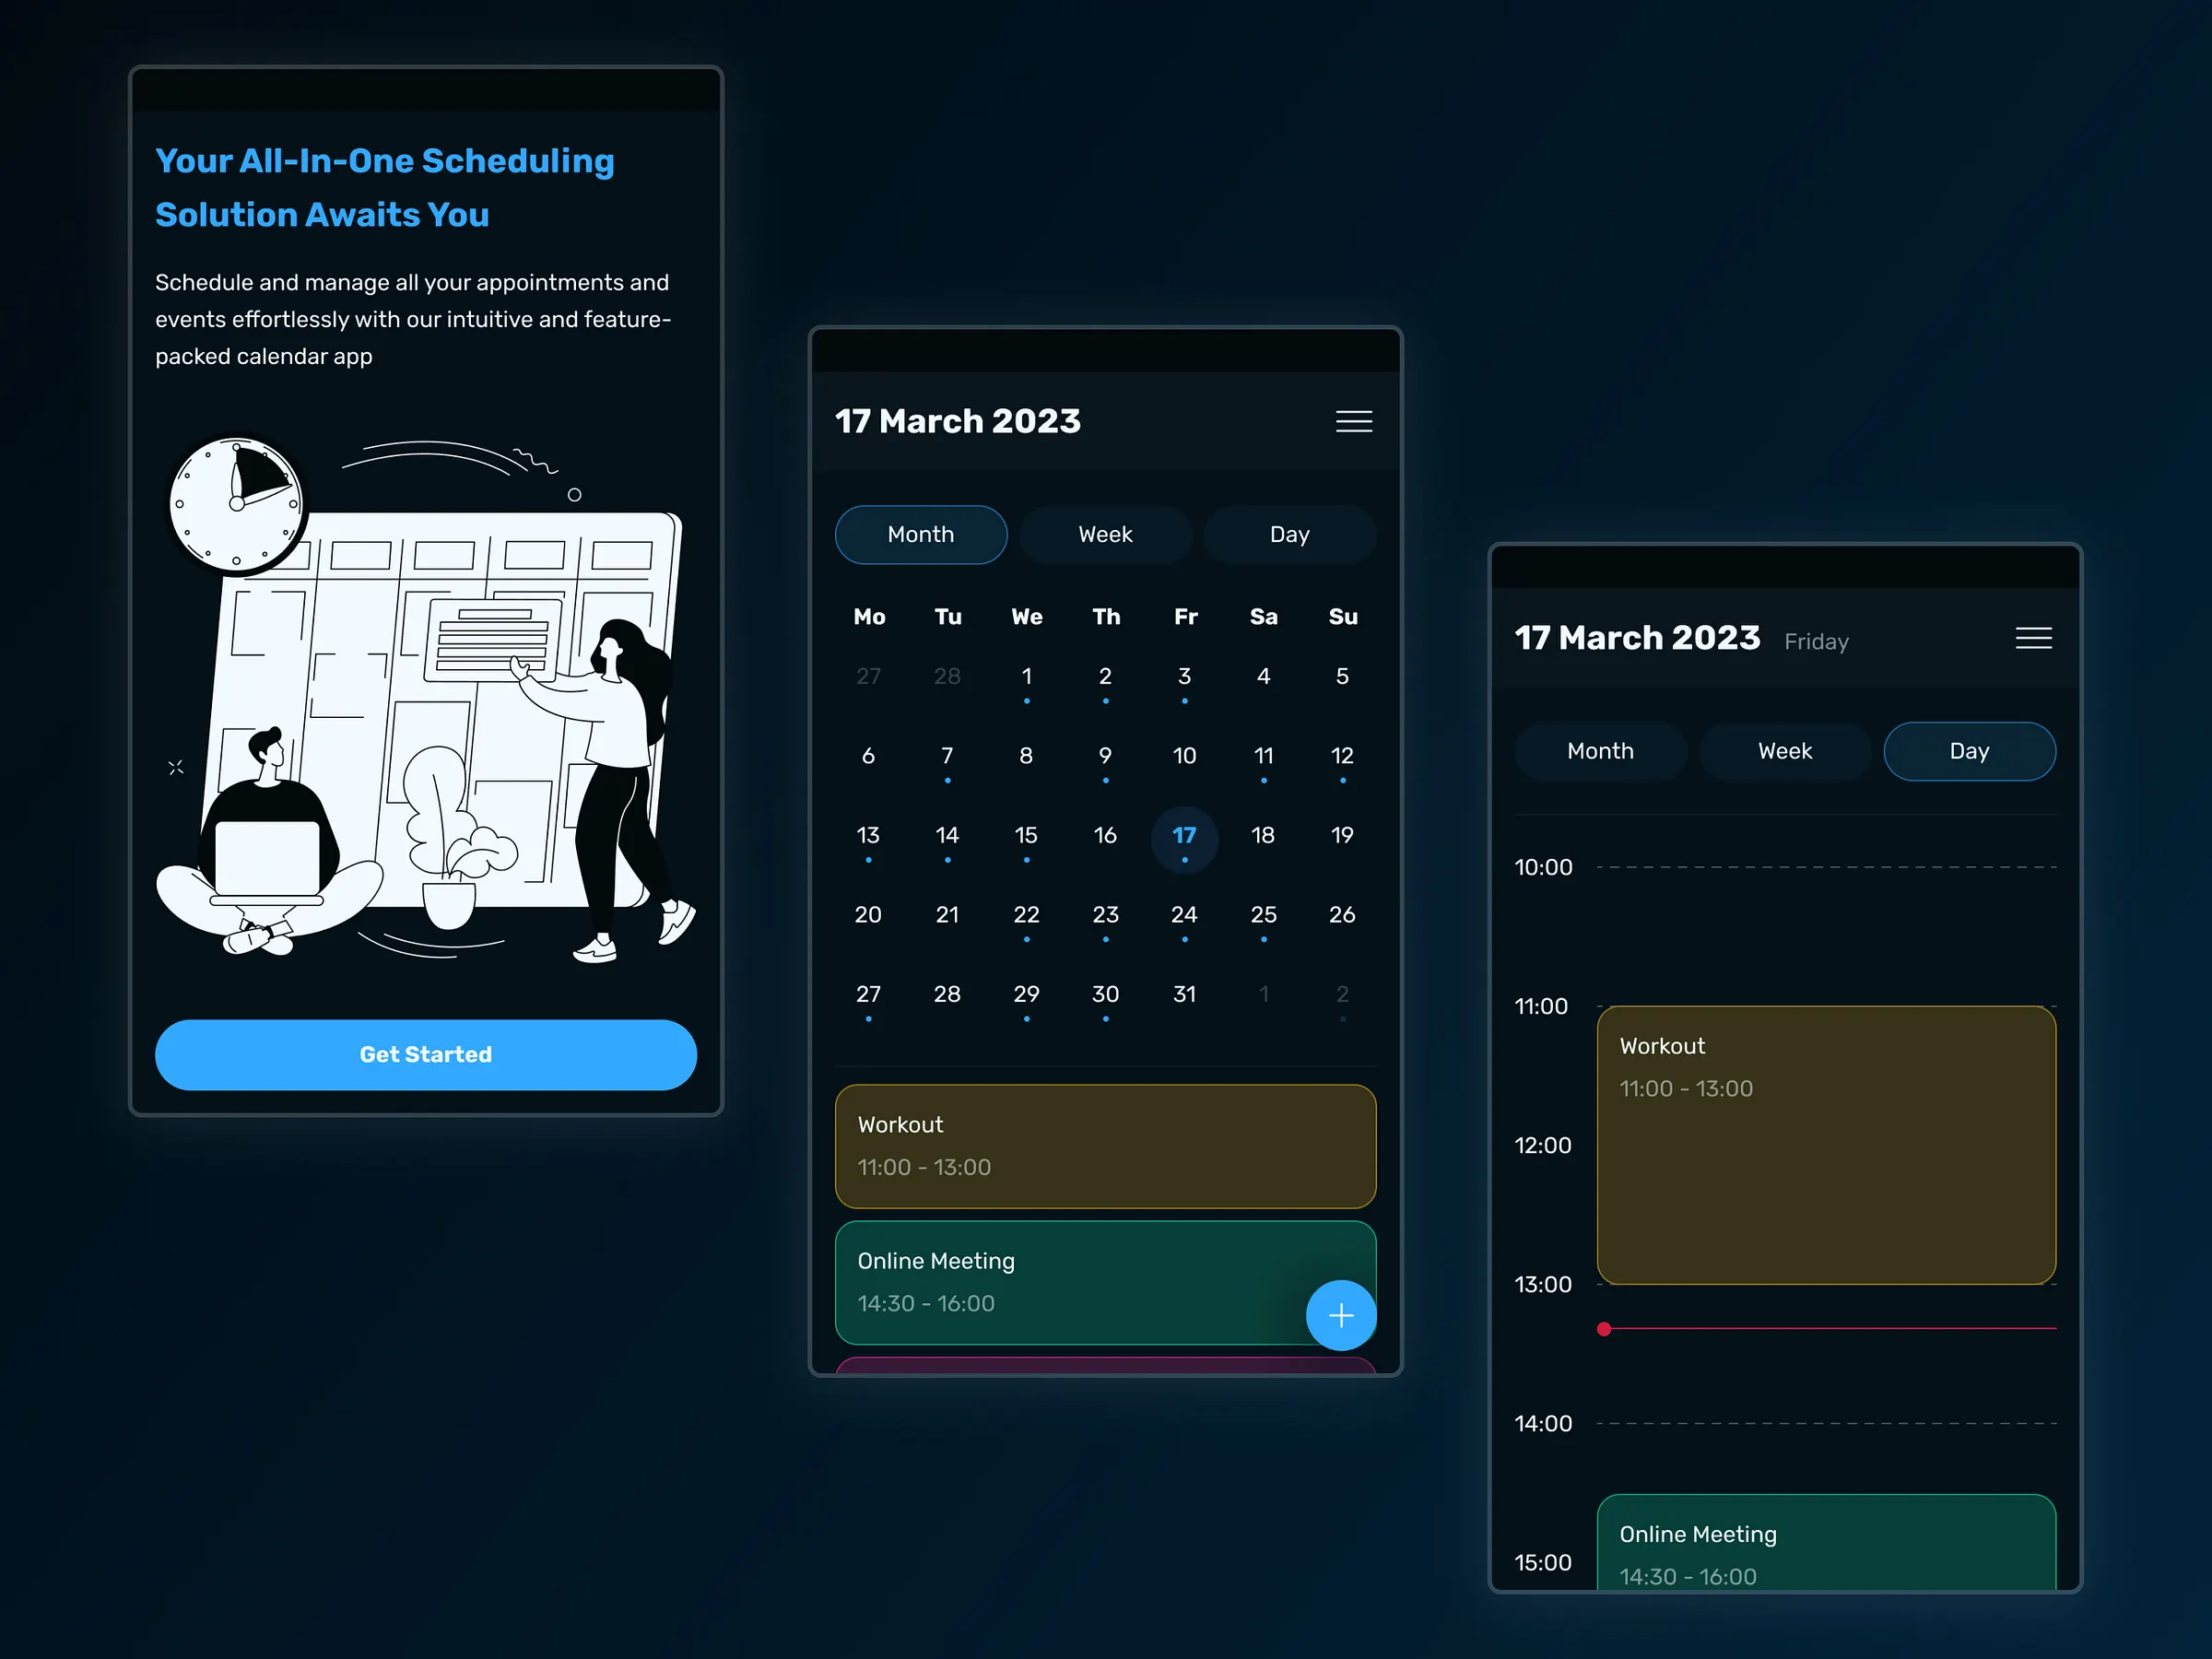 Your All-In-One Scheduling
Solution Awaits You
Schedule and manage all your appointments and
events effortlessly with our intuitive and feature-
packed calendar app
Get Started
17 March 2023
Month Week Day
Mo Tu We Th Fr Sa Su
27 28 1 2 3 4 5
6 7 8 9 10 11 12
13 14 15 16 17 18 19
20 21 22 23 24 25 26
27 28 29 30 31 1 2
Workout
11:00 - 13:00
Online Meeting
14:30 - 16:00
17 March 2023 Friday
Month Week Day
10:00
11:00
Workout
11:00 - 13:00
12:00
13:00
14:00
Online Meeting
15:00
14:30 - 16:00